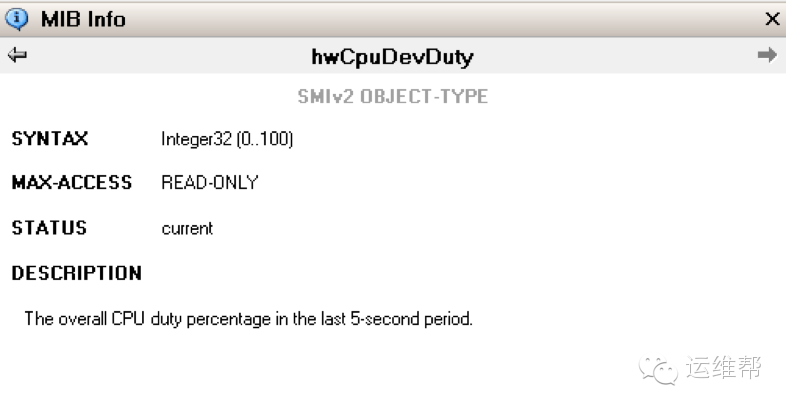 MIB Info
hwCpuDevDuty
SMIv2 OBJECT-TYPE
SYNTAX Integer32 (0..100)
MAX-ACCESS READ-ONLY
STATUS current
DESCRIPTION
The overall CPU duty percentage in the last 5-second period.
运维帮